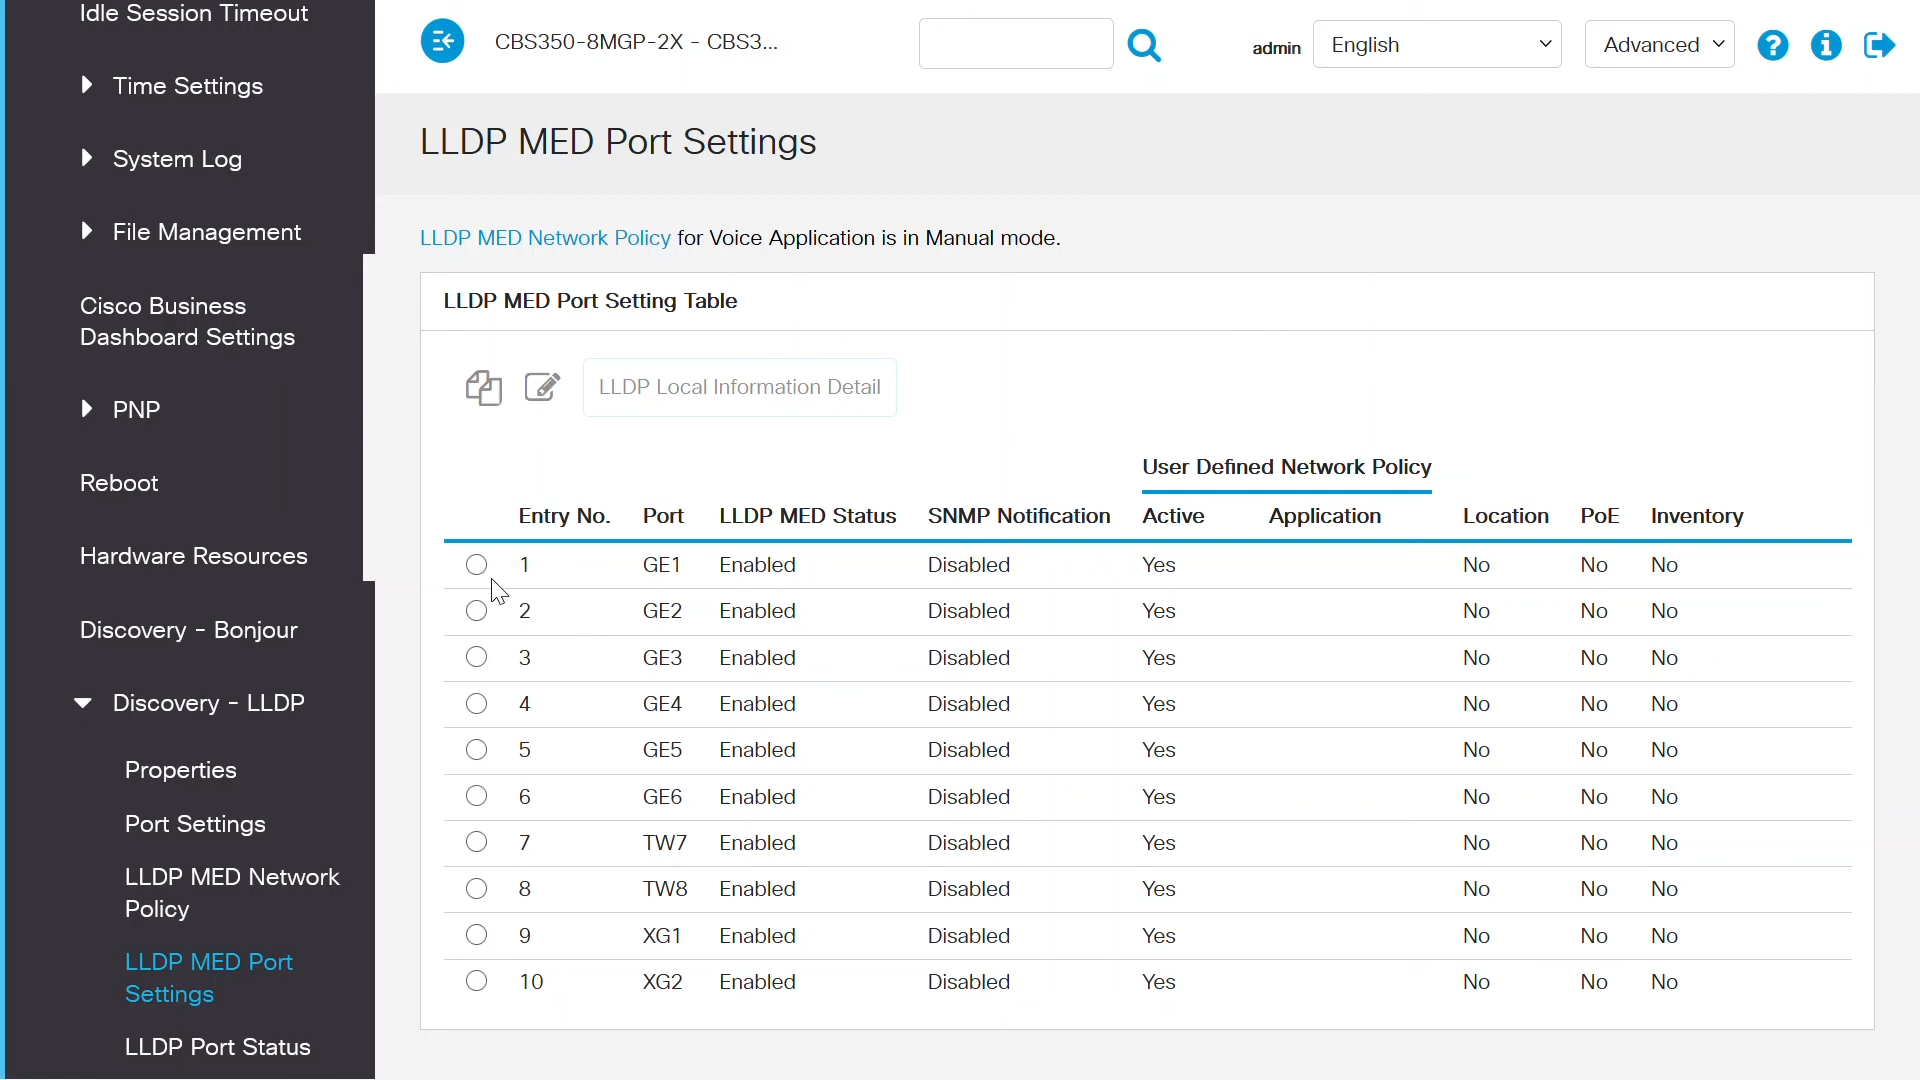 Idle Session Timeout
Time Settings
System Log
File Management
Cisco Business
Dashboard Settings
PNP
Reboot
Hardware Resources
Discovery - Bonjour
Discovery - LLDP
Properties
Port Settings
LLDP MED Network
Policy
LLDP MED Port
Settings
LLDP Port Status
CBS350-8MGP-2X - CBS3...
admin
English
Advanced
LLDP MED Port Settings
LLDP MED Network Policy for Voice Application is in Manual mode.
LLDP MED Port Setting Table
LLDP Local Information Detail
User Defined Network Policy
Entry No. Port LLDP MED Status SNMP Notification Active Application Location PoE Inventory
1 GE1 Enabled Disabled Yes No No No
2 GE2 Enabled Disabled Yes No No No
3 GE3 Enabled Disabled Yes No No No
4 GE4 Enabled Disabled Yes No No No
5 GE5 Enabled Disabled Yes No No No
6 GE6 Enabled Disabled Yes No No No
7 TW7 Enabled Disabled Yes No No No
8 TW8 Enabled Disabled Yes No No No
9 XG1 Enabled Disabled Yes No No No
10 XG2 Enabled Disabled Yes No No No